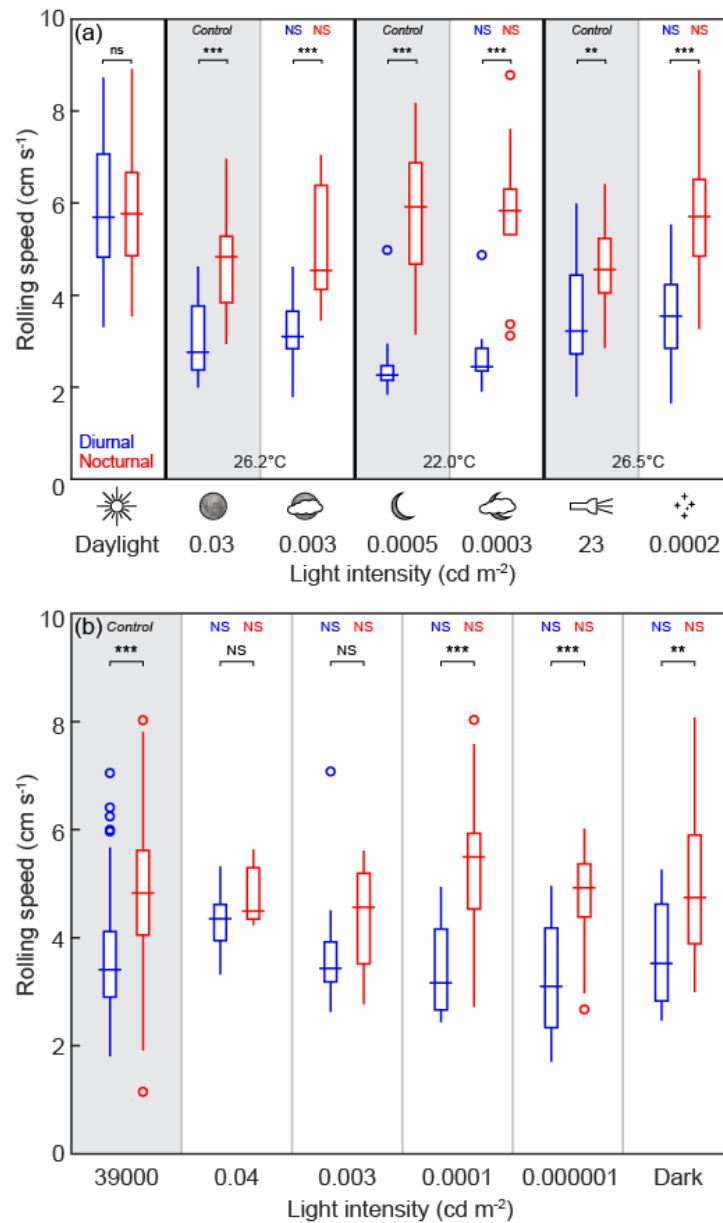 10
(a)
ns
Control
***
NS NS
***
Control
***
NS NS
***
Control
**
NS NS
***
8
6
4
2
0
Rolling speed (cm s⁻¹)
Diurnal
Nocturnal
26.2°C
22.0°C
26.5°C
Daylight 0.03 0.003 0.0005 0.0003 23 0.0002
Light intensity (cd m⁻²)
10
(b)
Control
***
NS NS
NS
NS NS
NS
NS NS
***
NS NS
***
NS NS
**
8
6
4
2
0
Rolling speed (cm s⁻¹)
39000 0.04 0.003 0.0001 0.000001 Dark
Light intensity (cd m⁻²)